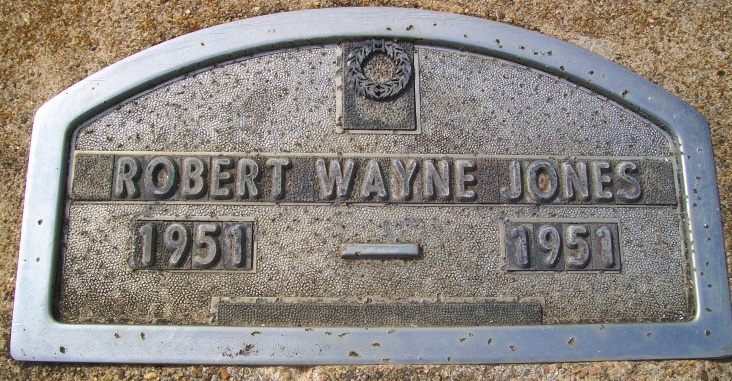 ROBERT WAYNE JONES
1951 — 1951